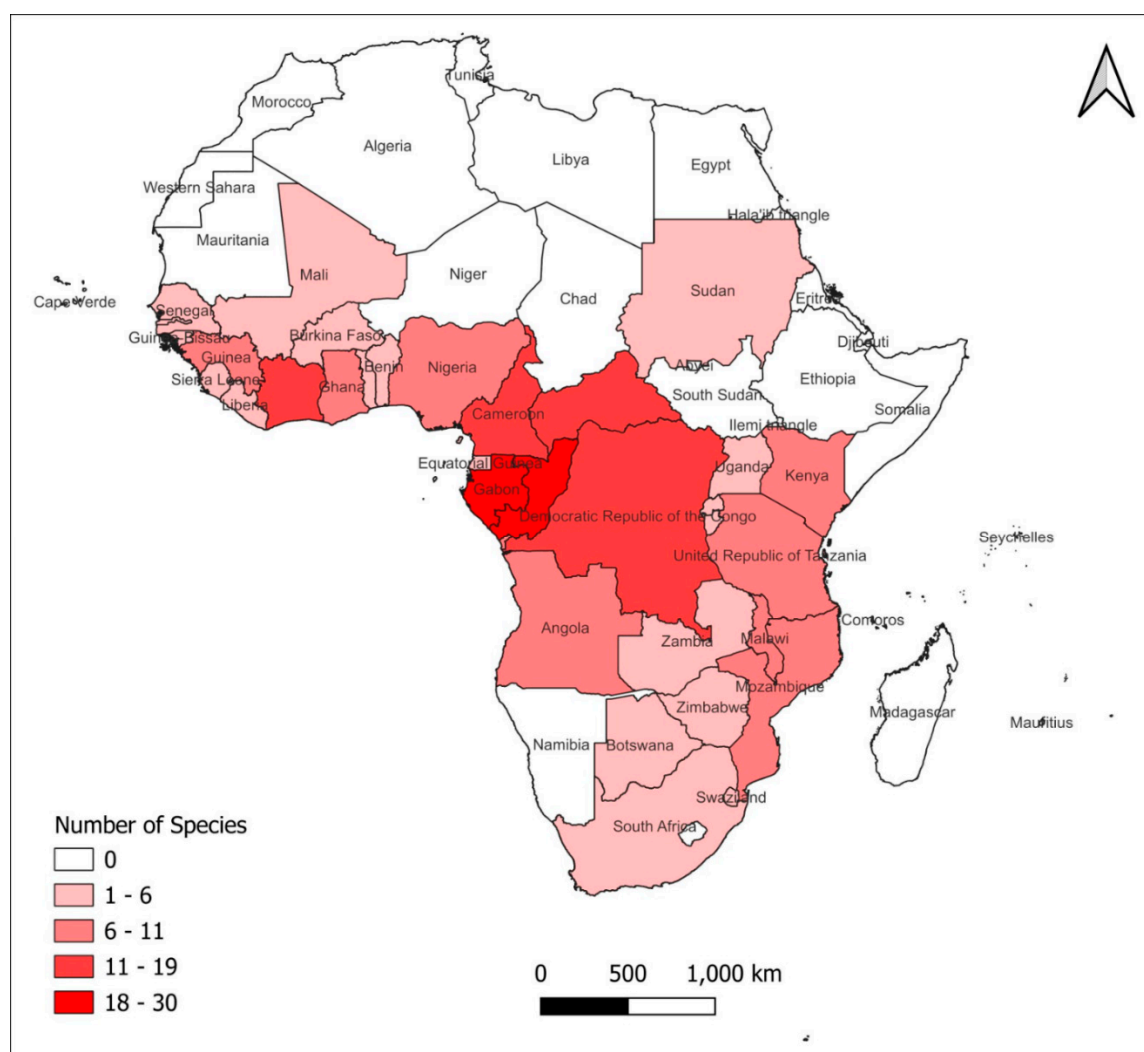 Tunisia
Morocco
Algeria
Libya
Egypt
Western Sahara
Hala'ib triangle
Mauritania
Mali
Niger
Chad
Sudan
Eritrea
Cape Verde
Senegal
Guinea-Bissau
Burkina Faso
Djibouti
Guinea
Benin
Nigeria
Abyei
Ethiopia
Sierra Leone
Ghana
South Sudan
Somalia
Liberia
Cameroon
Ilemi triangle
Equatorial Guinea
Uganda
Kenya
Gabon
Democratic Republic of the Congo
Seychelles
United Republic of Tanzania
Comoros
Angola
Zambia
Malawi
Mozambique
Zimbabwe
Madagascar
Mauritius
Namibia
Botswana
Swaziland
South Africa
Number of Species
0
1 - 6
6 - 11
11 - 19
18 - 30
0 500 1,000 km